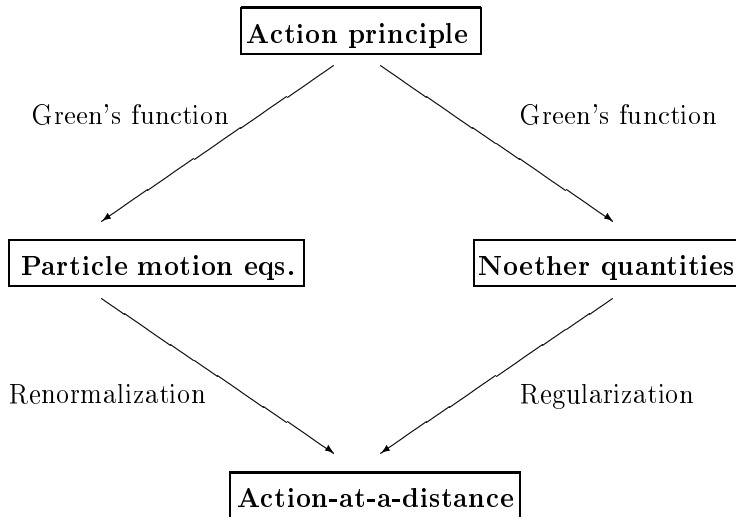 Action principle
Green's function
Green's function
Particle motion eqs.
Noether quantities
Renormalization
Regularization
Action-at-a-distance